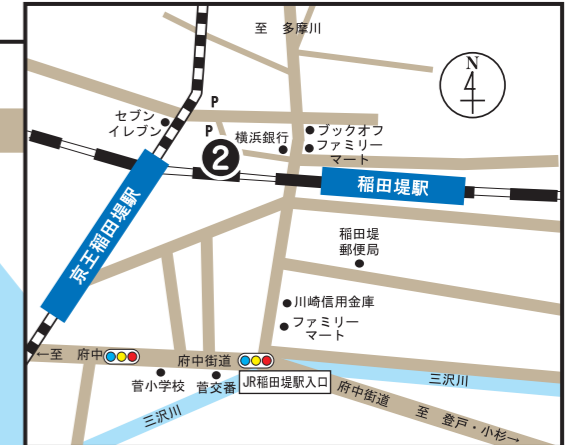 至 多摩川
N
P
セブン
イレブン
P
横浜銀行
ブックオフ
ファミリー
マート
2
稲田堤駅
京王稲田堤駅
稲田堤
郵便局
川崎信用金庫
ファミリー
マート
←至 府中
府中街道
JR稲田堤駅入口
菅小学校
菅交番
三沢川
三沢川
府中街道
至 登戸・小杉→